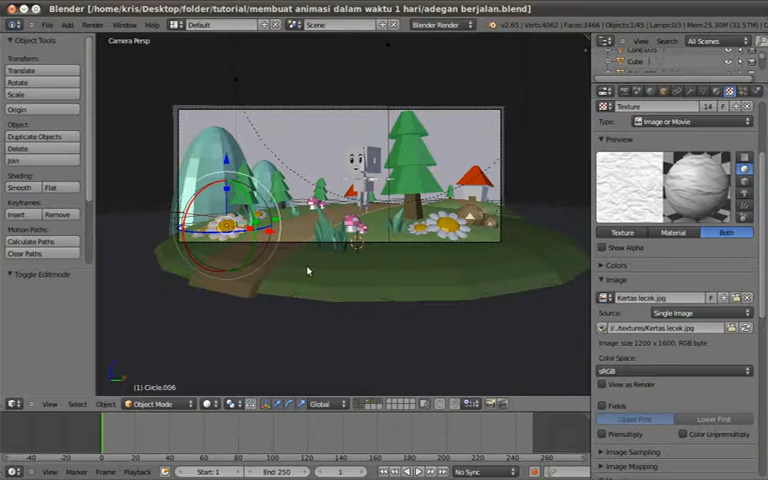 Blender [/home/kris/Desktop/folder/tutorial/membuat animasi dalam waktu 1 hari/adegan berjalan.blend]
File Add Render Window Help Default Scene Blender Render v2.65 | Verts:4062 | Faces:3466 | Objects:1/45 | Lamps:0/3 | Mem:25.30M (31.57M)
Object Tools
Transform:
Translate
Rotate
Scale
Origin
Object:
Duplicate Objects
Delete
Join
Shading:
Smooth Flat
Keyframes:
Insert Remove
Motion Paths:
Calculate Paths
Clear Paths
Toggle Editmode
Camera Persp
(1) Circle.006
View Search All Scenes
Cube
Texture 14 F
Type: Image or Movie
Preview
Texture Material Both
Show Alpha
Colors
Image
Kertas lecek.jpg F
Source: Single Image
//../textures/Kertas lecek.jpg
Image: size 1200 x 1600, RGB byte
Color Space:
sRGB
View as Render
Fields
Upper First Lower First
Premultiply Color Unpremultiply
Image Sampling
Image Mapping
View Select Object Object Mode Global
-40 -20 0 20 40 60 80 100 120 140 160 180 200 220 240 260
View Marker Frame Playback Start: 1 End: 250 1 No Sync